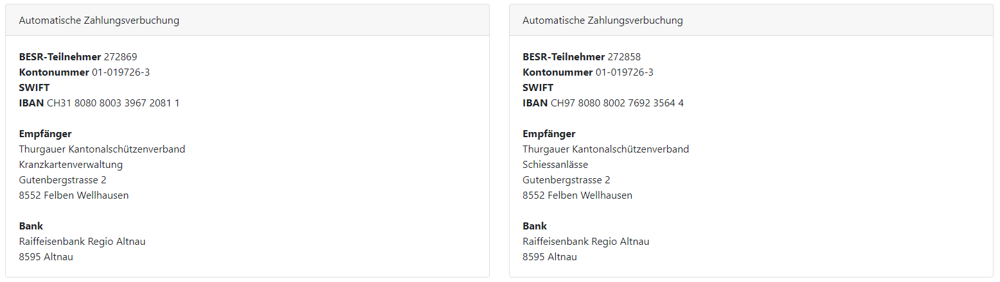 Automatische Zahlungsverbuchung
BESR-Teilnehmer 272869
Kontonummer 01-019726-3
SWIFT
IBAN CH31 8080 8003 3967 2081 1
Empfänger
Thurgauer Kantonalschützenverband
Kranzkartenverwaltung
Gutenbergstrasse 2
8552 Felben Wellhausen
Bank
Raiffeisenbank Regio Altnau
8595 Altnau
Automatische Zahlungsverbuchung
BESR-Teilnehmer 272858
Kontonummer 01-019726-3
SWIFT
IBAN CH97 8080 8002 7692 3564 4
Empfänger
Thurgauer Kantonalschützenverband
Schiessanlässe
Gutenbergstrasse 2
8552 Felben Wellhausen
Bank
Raiffeisenbank Regio Altnau
8595 Altnau